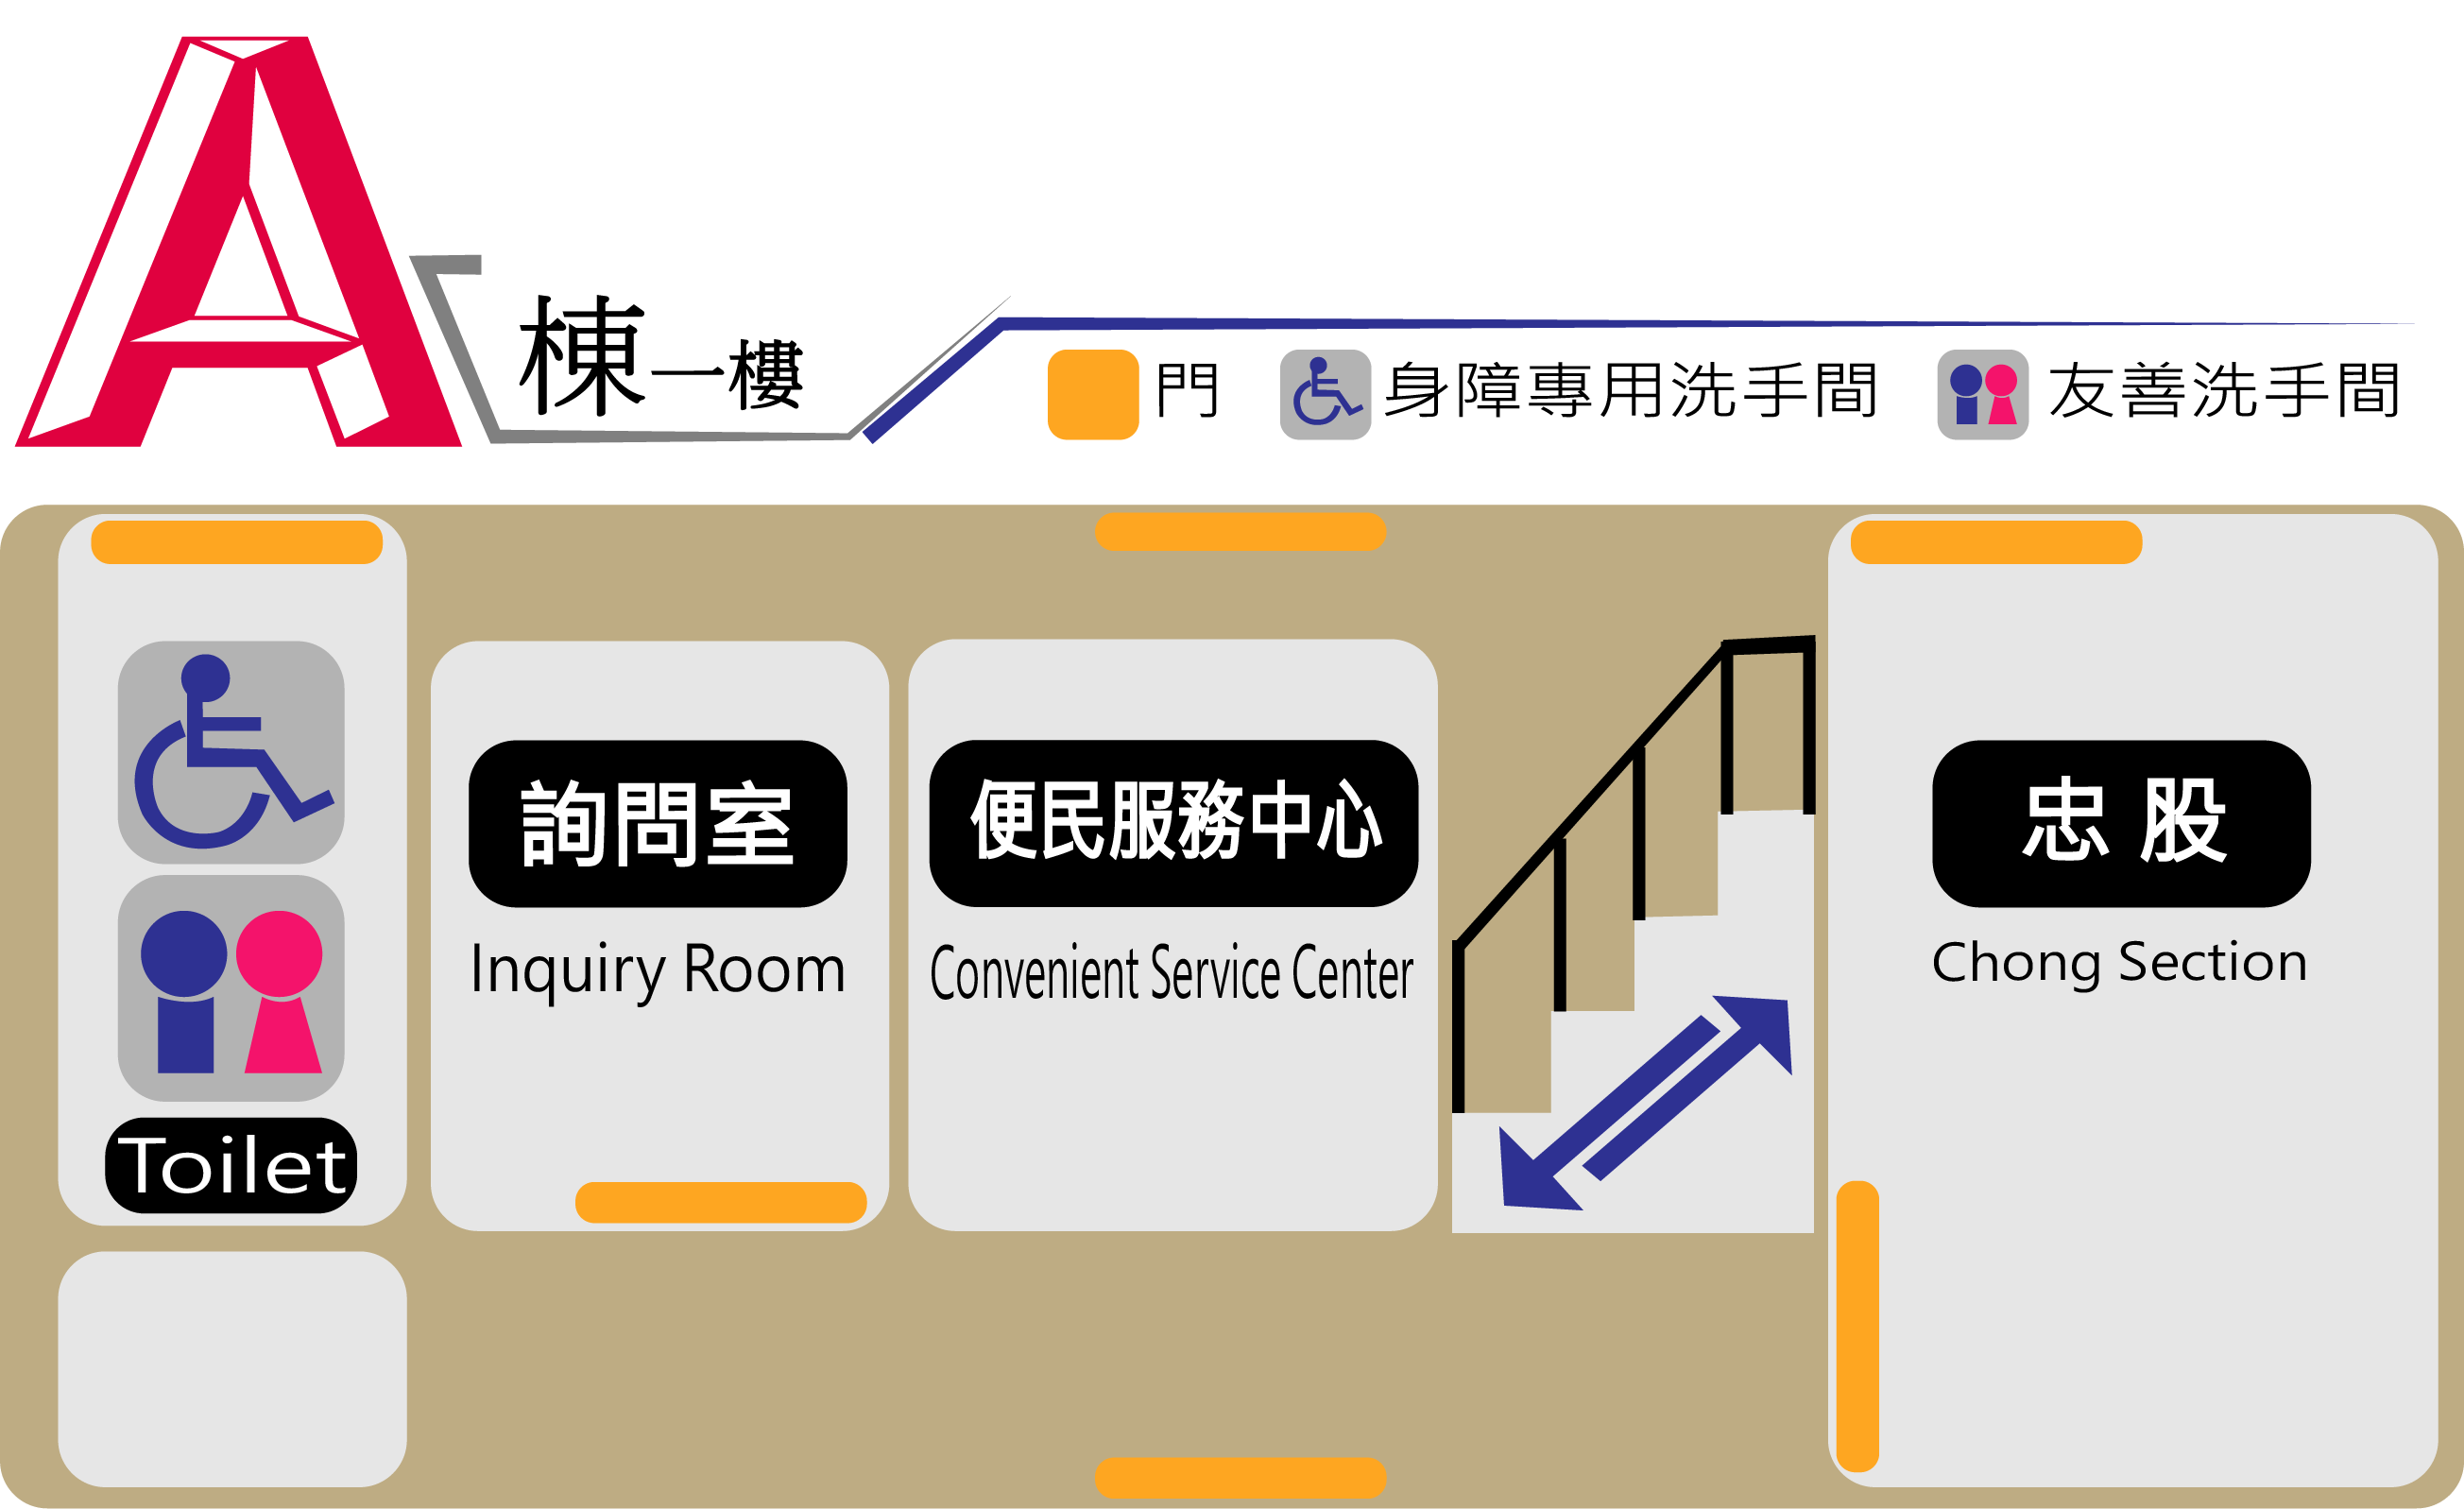 A
棟一樓
門 身障專用洗手間 友善洗手間
詢問室
Inquiry Room
便民服務中心
Convenient Service Center
忠股
Chong Section
Toilet